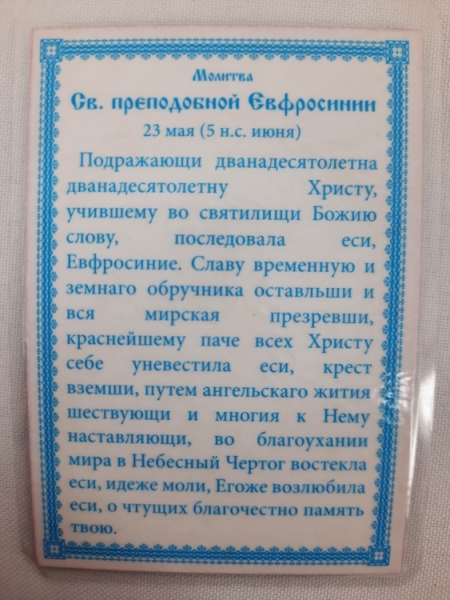 Молитва
Св. преподобной Евфросинии
23 мая (5 н.с. июня)
Подражающи дванадесятолетна
дванадесятолетну Христу,
учившему во святилищи Божию
слову, последовала еси,
Евфросиние. Славу временную и
земнаго обручника оставльши и
вся мирская презревши,
краснейшему паче всех Христу
себе уневестила еси, крест
вземши, путем ангельскаго жития
шествующи и многия к Нему
наставляющи, во благоухании
мира в Небесный Чертог востекла
еси, идеже моли, Егоже возлюбила
еси, о чтущих благочестно память
твою.